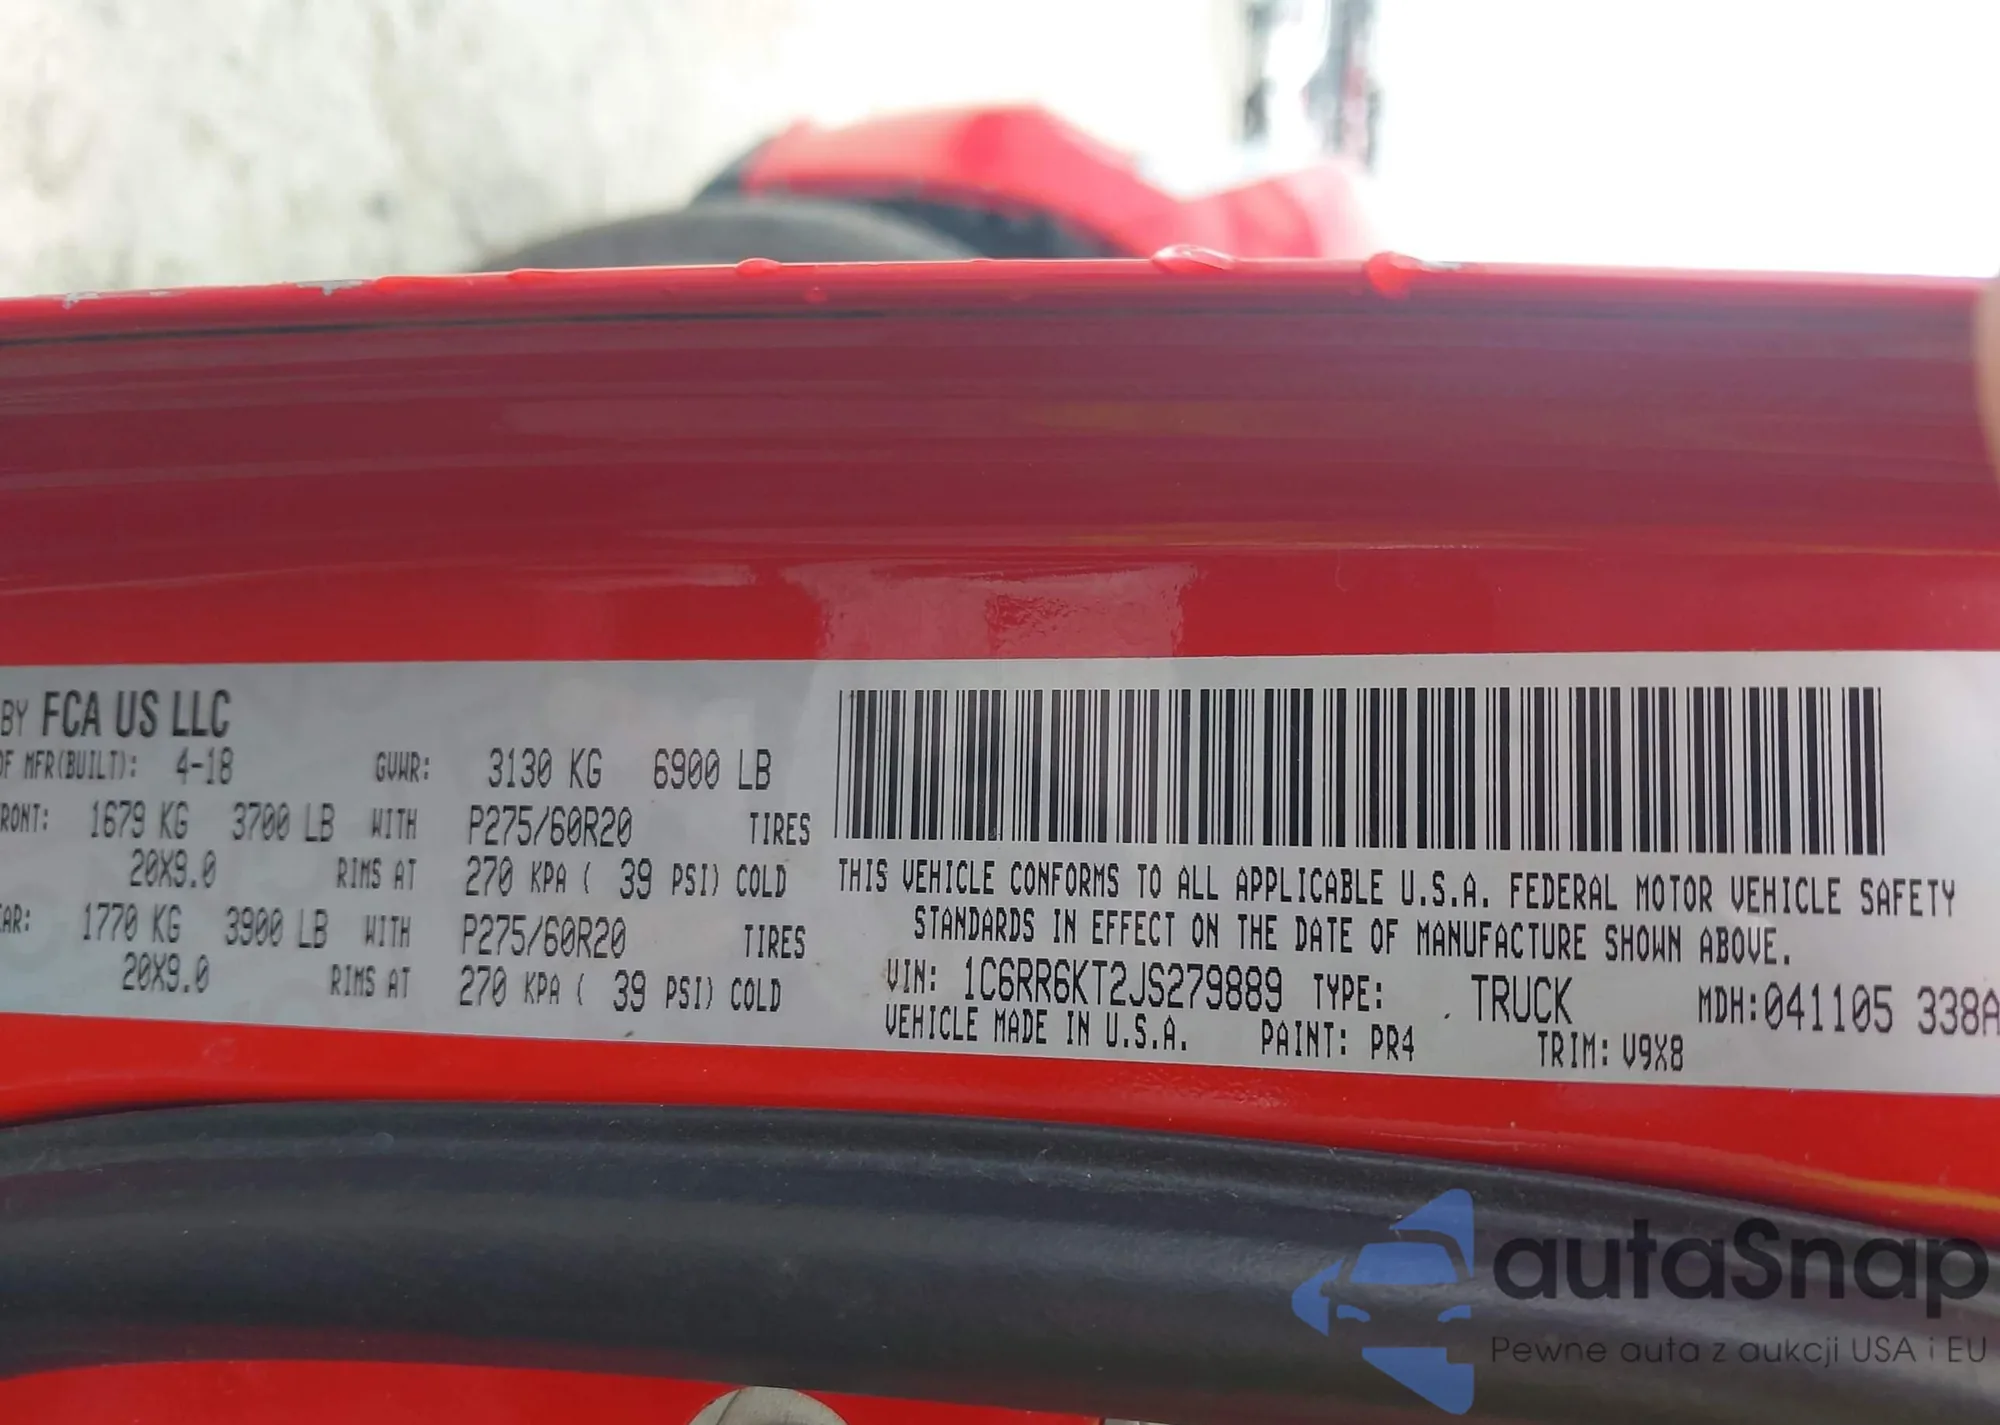 BY FCA US LLC
OF MFR(BUILT): 4-18 GVWR: 3130 KG 6900 LB
RONT: 1679 KG 3700 LB WITH P275/60R20 TIRES
20X9.0 RIMS AT 270 KPA ( 39 PSI) COLD
EAR: 1770 KG 3900 LB WITH P275/60R20 TIRES
20X9.0 RIMS AT 270 KPA ( 39 PSI) COLD
THIS VEHICLE CONFORMS TO ALL APPLICABLE U.S.A. FEDERAL MOTOR VEHICLE SAFETY
STANDARDS IN EFFECT ON THE DATE OF MANUFACTURE SHOWN ABOVE.
VIN: 1C6RR6KT2JS279889 TYPE: TRUCK MDH:041105 338A
VEHICLE MADE IN U.S.A. PAINT: PR4 TRIM: V9X8
autaSnap
Pewne auta z aukcji USA i EU